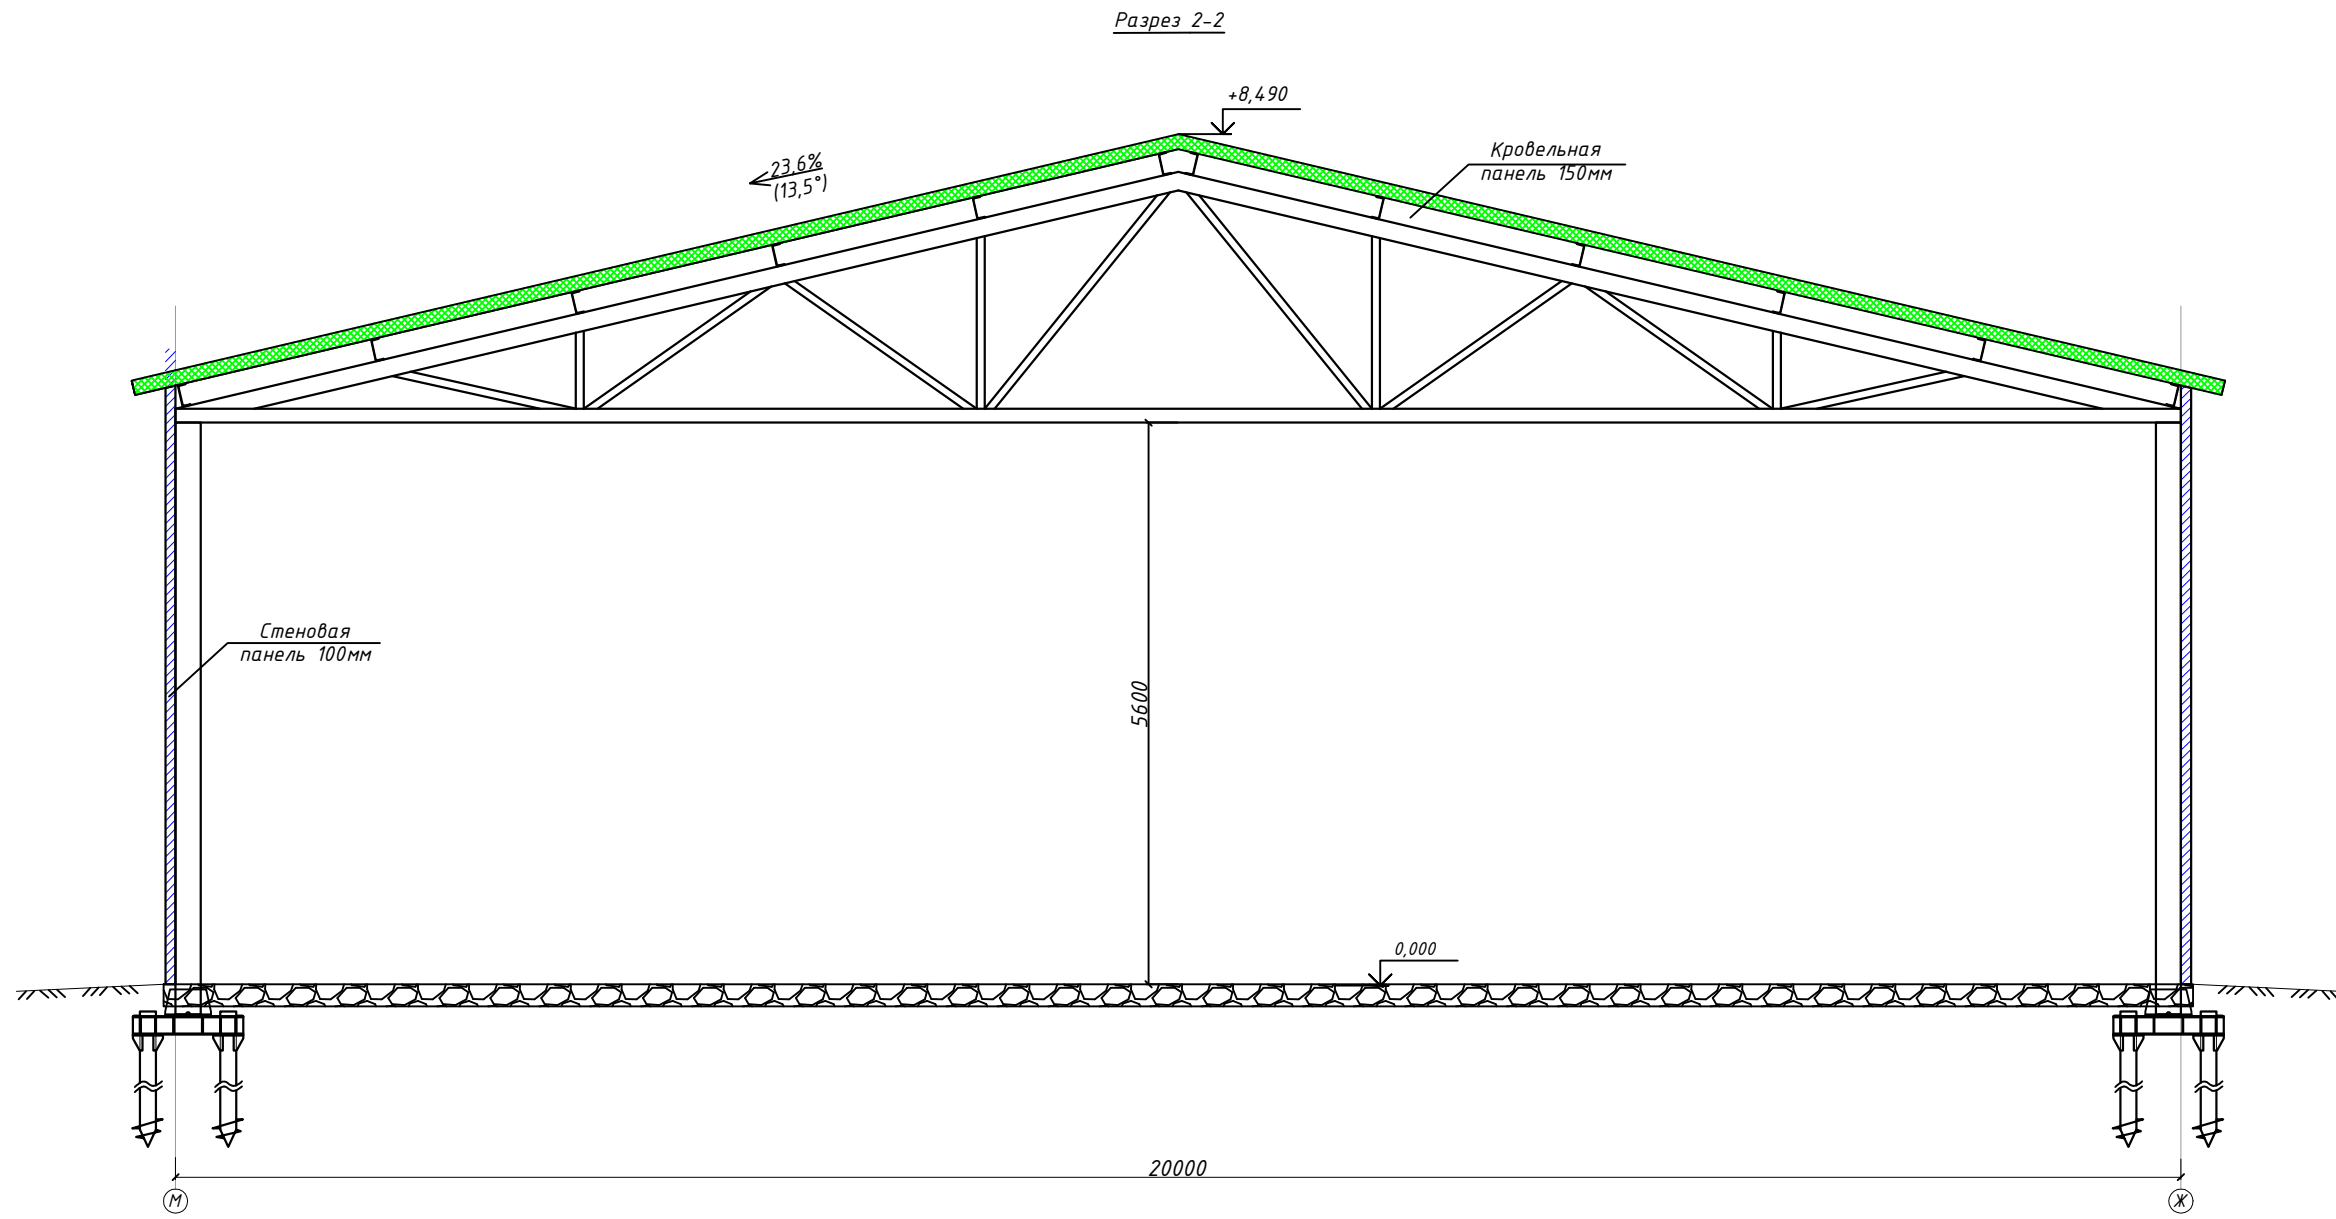 Разрез 2-2
+8,490
23,6%
(13,5°)
Кровельная
панель 150мм
Стеновая
панель 100мм
5600
0,000
20000
М
Ж